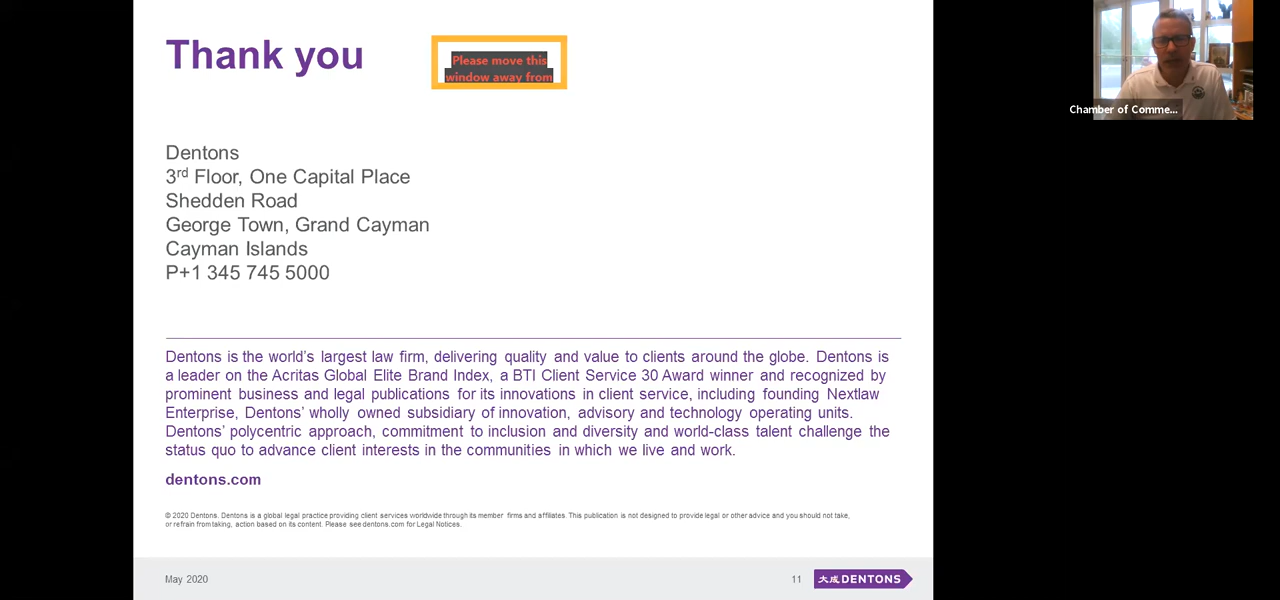 Thank you
Please move this
window away from
Chamber of Comme...
Dentons
3rd Floor, One Capital Place
Shedden Road
George Town, Grand Cayman
Cayman Islands
P+1 345 745 5000
Dentons is the world's largest law firm, delivering quality and value to clients around the globe. Dentons is
a leader on the Acritas Global Elite Brand Index, a BTI Client Service 30 Award winner and recognized by
prominent business and legal publications for its innovations in client service, including founding Nextlaw
Enterprise, Dentons' wholly owned subsidiary of innovation, advisory and technology operating units.
Dentons' polycentric approach, commitment to inclusion and diversity and world-class talent challenge the
status quo to advance client interests in the communities in which we live and work.
dentons.com
© 2020 Dentons. Dentons is a global legal practice providing client services worldwide through its member firms and affiliates. This publication is not designed to provide legal or other advice and you should not take,
or refrain from taking, action based on its content. Please see dentons.com for Legal Notices.
May 2020
11
大成 DENTONS